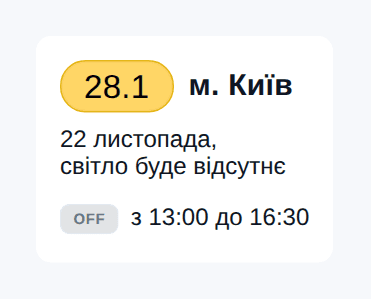 28.1 м. Київ
22 листопада,
світло буде відсутнє
OFF з 13:00 до 16:30